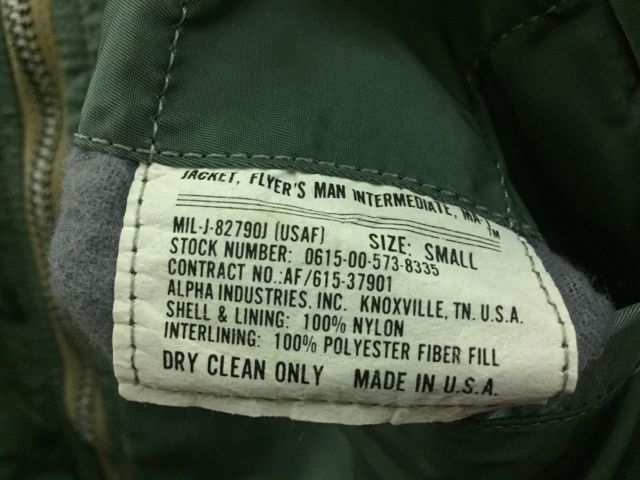 JACKET, FLYER'S MAN INTERMEDIATE, MA-1™
MIL-J-82790J (USAF) SIZE: SMALL
STOCK NUMBER: 0615-00-573-8335
CONTRACT NO.:AF/615-37901
ALPHA INDUSTRIES, INC. KNOXVILLE, TN. U.S.A.
SHELL & LINING: 100% NYLON
INTERLINING: 100% POLYESTER FIBER FILL
DRY CLEAN ONLY MADE IN U.S.A.